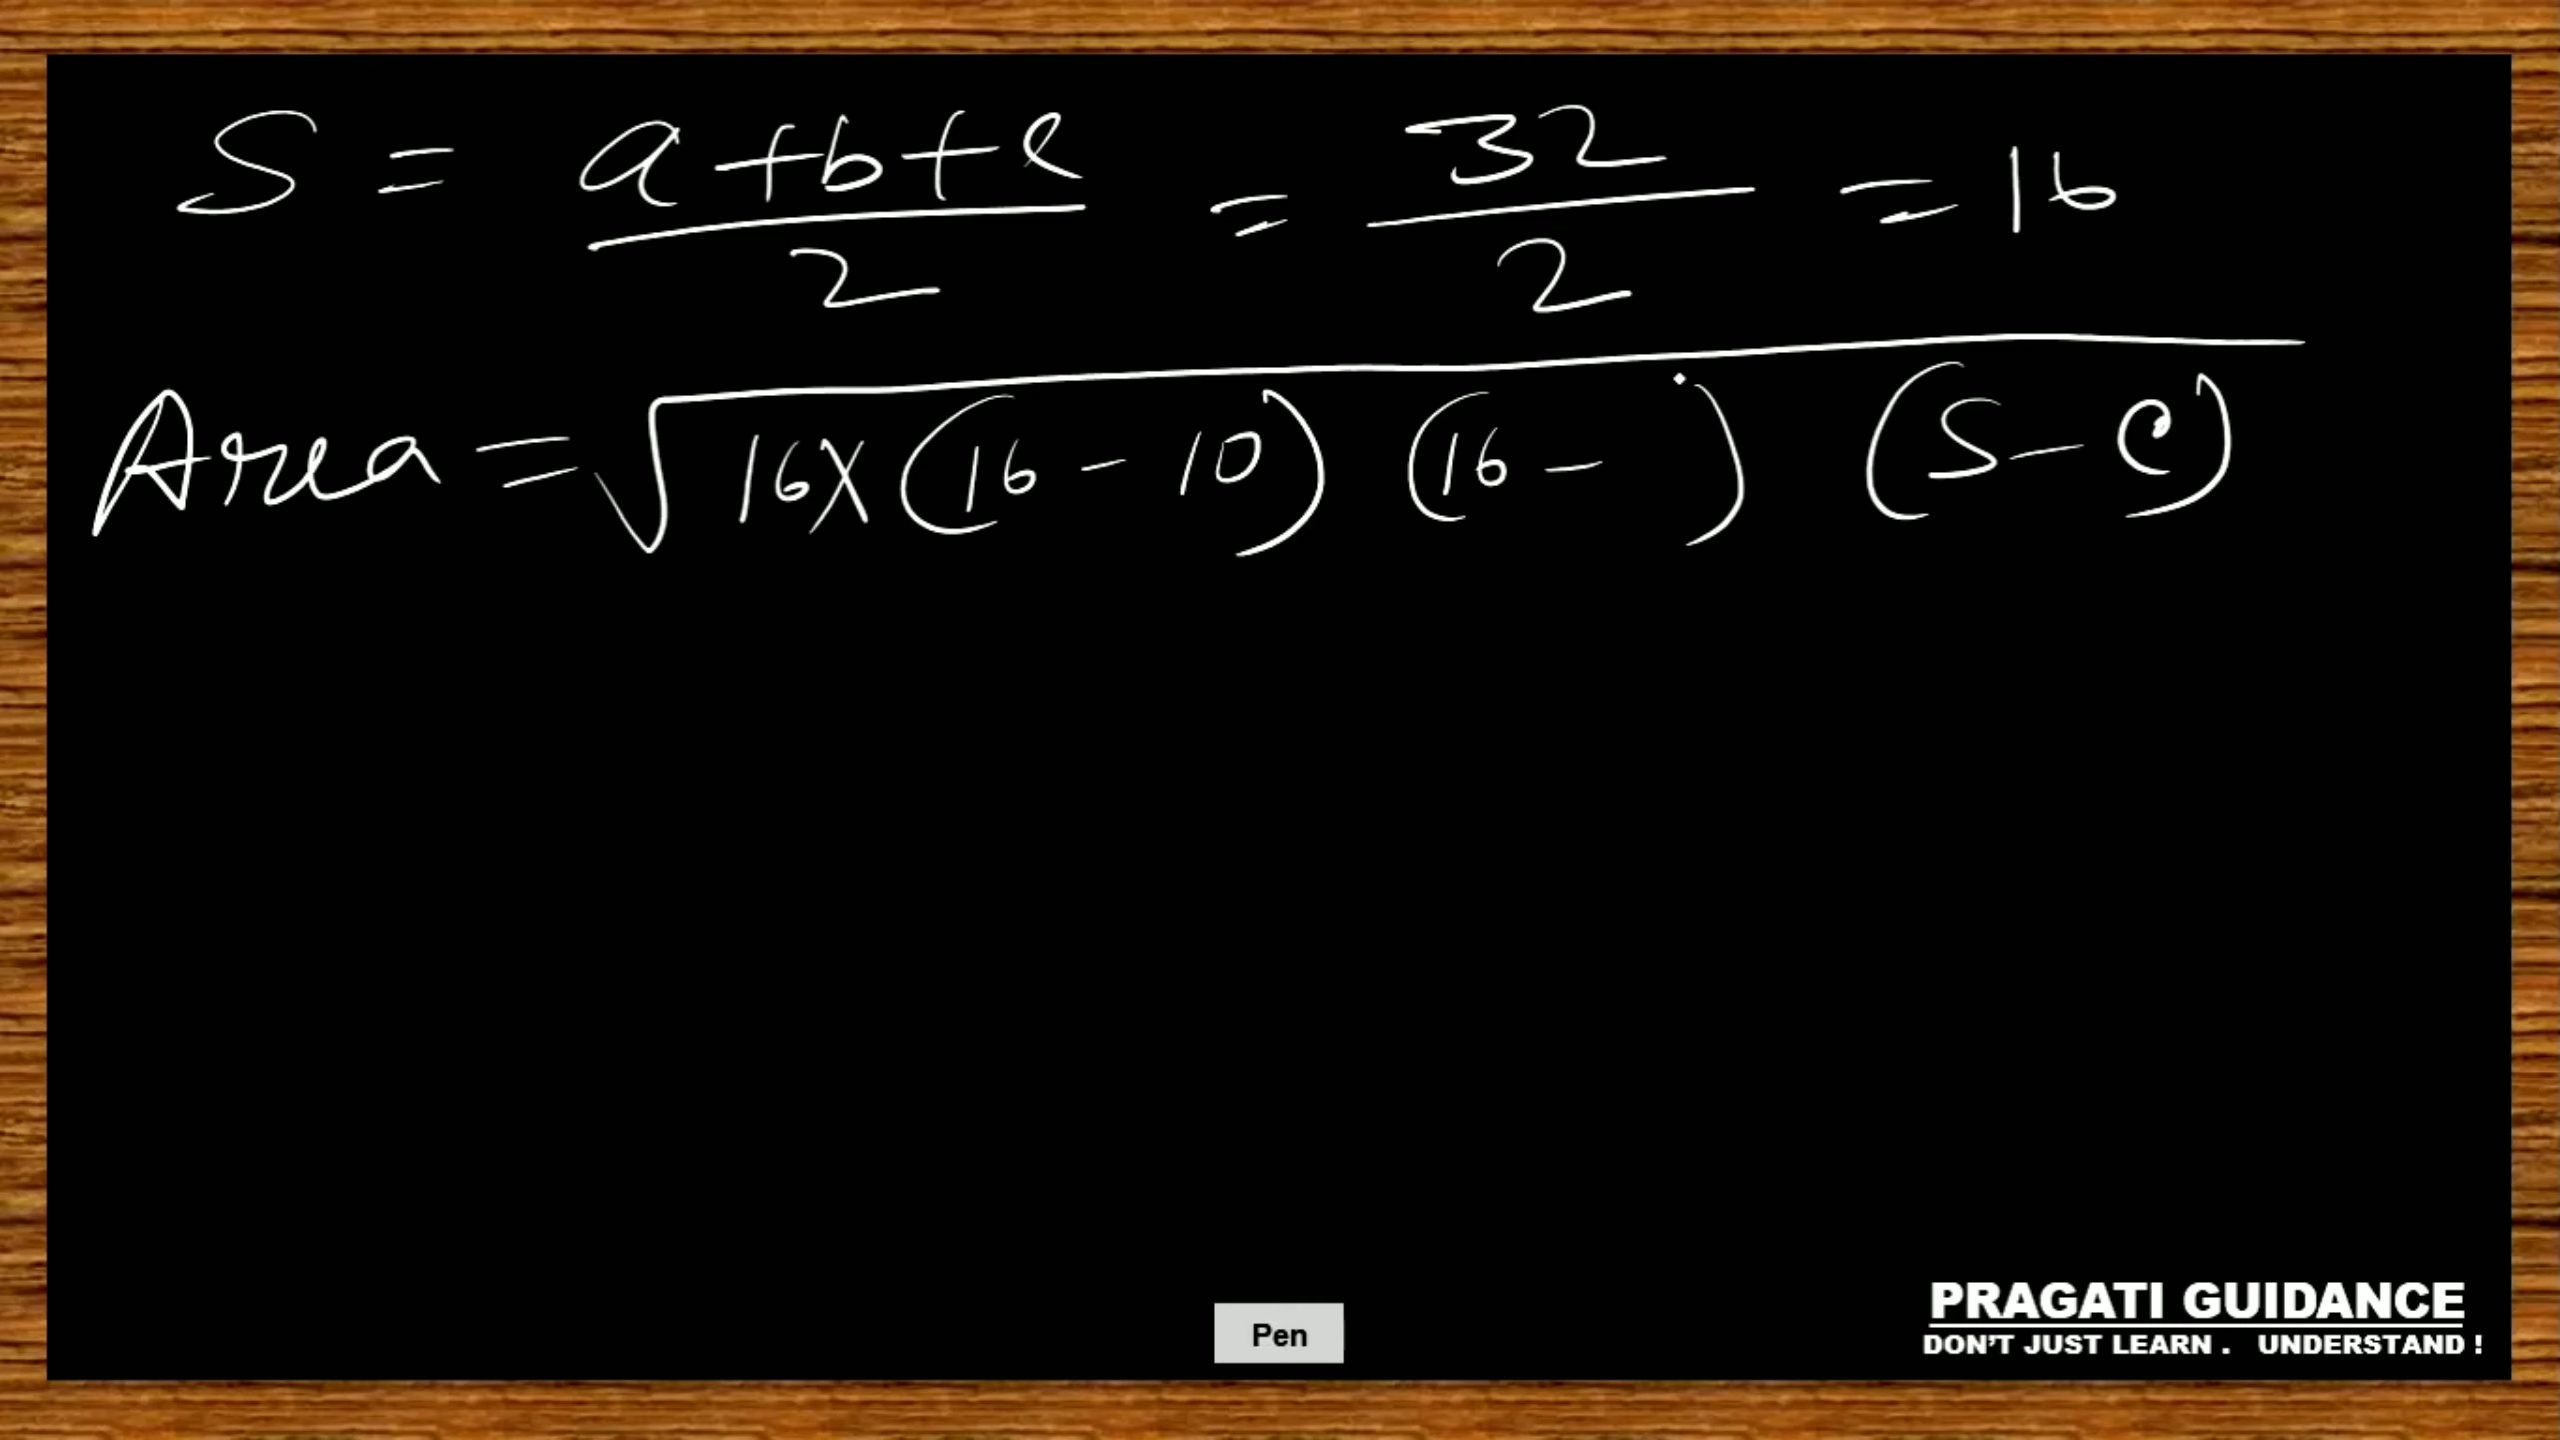 S = a+b+c / 2 = 32 / 2 = 16
Area = √ 16 X (16 - 10) (16 - ) (S - C)
Pen
PRAGATI GUIDANCE
DON'T JUST LEARN . UNDERSTAND !